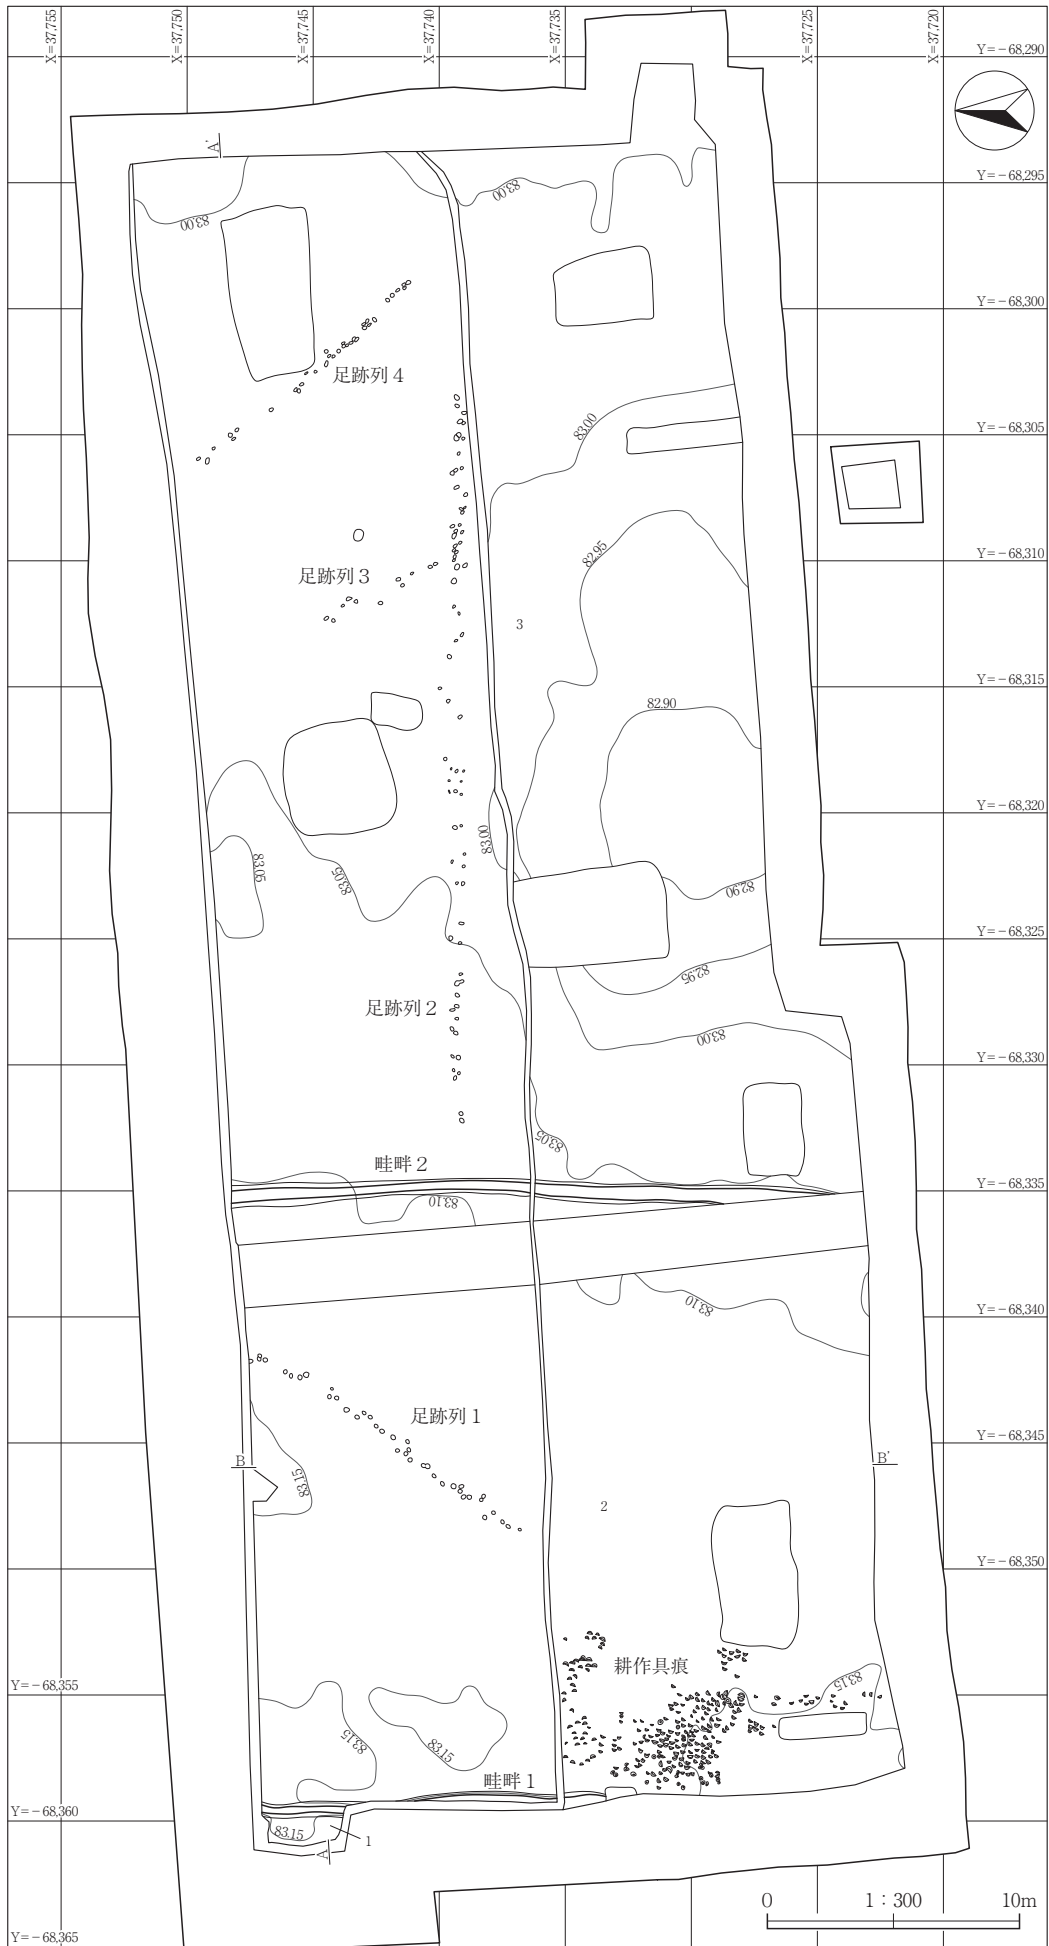 X=37,755
X=37,750
X=37,745
X=37,740
X=37,735
X=37,725
X=37,720
Y=－68,290
A'
Y=－68,295
83.00
83.00
Y=－68,300
足跡列４
83.00
Y=－68,305
82.95
Y=－68,310
足跡列３
3
Y=－68,315
82.90
Y=－68,320
83.00
83.05
83.05
82.90
Y=－68,325
82.95
足跡列２
83.00
Y=－68,330
83.05
畦畔２
Y=－68,335
83.10
83.10
Y=－68,340
足跡列１
Y=－68,345
B
B'
83.15
2
Y=－68,350
耕作具痕
83.15
Y=－68,355
83.15
83.15
畦畔１
Y=－68,360
83.15
1
A
0 1：300 10m
Y=－68,365